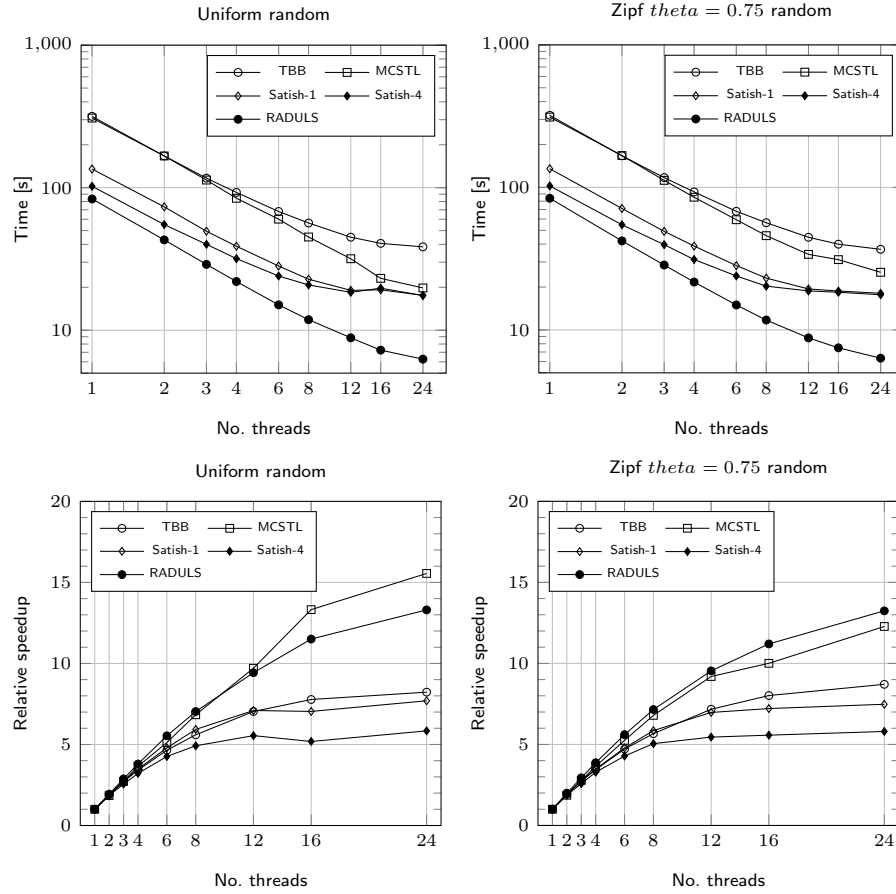 Uniform random
1,000
100
10
Time [s]
TBB
MCSTL
Satish-1
Satish-4
RADULS
1 2 3 4 6 8 12 16 24
No. threads
Zipf theta = 0.75 random
1,000
100
10
Time [s]
TBB
MCSTL
Satish-1
Satish-4
RADULS
1 2 3 4 6 8 12 16 24
No. threads
Uniform random
20
15
10
5
0
Relative speedup
TBB
MCSTL
Satish-1
Satish-4
RADULS
1 2 3 4 6 8 12 16 24
No. threads
Zipf theta = 0.75 random
20
15
10
5
0
Relative speedup
TBB
MCSTL
Satish-1
Satish-4
RADULS
1 2 3 4 6 8 12 16 24
No. threads